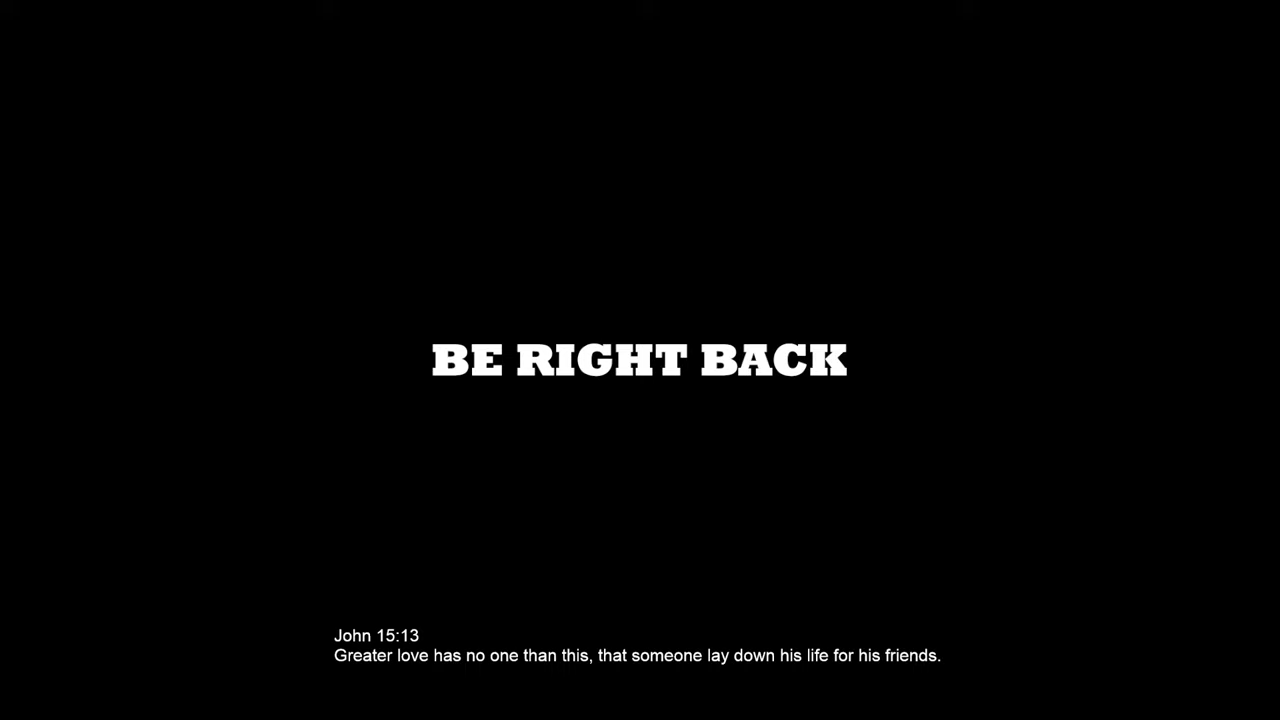 BE RIGHT BACK
John 15:13
Greater love has no one than this, that someone lay down his life for his friends.